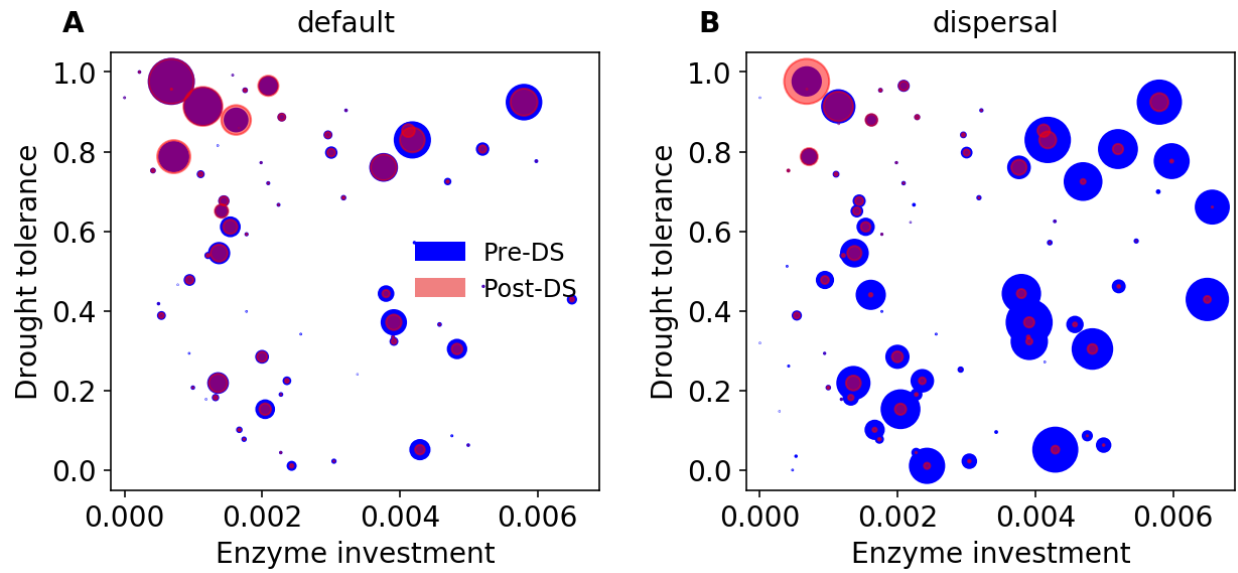 A default
B dispersal
1.0
0.8
0.6
0.4
0.2
0.0
Drought tolerance
Pre-DS
Post-DS
0.000 0.002 0.004 0.006
Enzyme investment
1.0
0.8
0.6
0.4
0.2
0.0
Drought tolerance
0.000 0.002 0.004 0.006
Enzyme investment